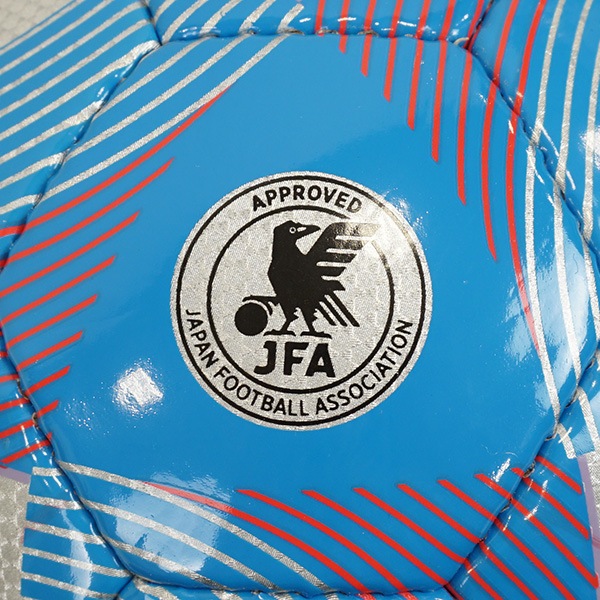 APPROVED
JFA
JAPAN FOOTBALL ASSOCIATION